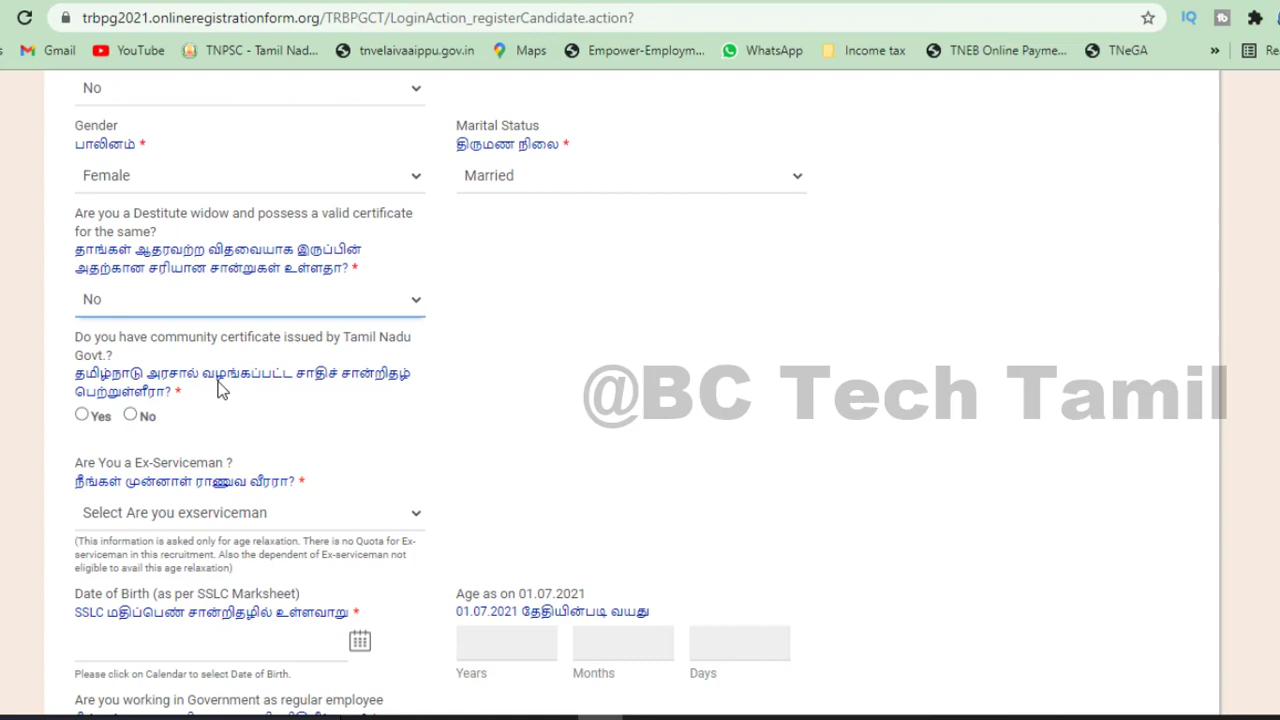 trbpg2021.onlineregistrationform.org/TRBPGCT/LoginAction_registerCandidate.action?
Gmail YouTube TNPSC - Tamil Nad... tnvelaivaaippu.gov.in Maps Empower-Employm... WhatsApp Income tax TNEB Online Payme... TNeGA » Re
No
Gender Marital Status
பாலினம் * திருமண நிலை *
Female Married
Are you a Destitute widow and possess a valid certificate
for the same?
தாங்கள் ஆதரவற்ற விதவையாக இருப்பின்
அதற்கான சரியான சான்றுகள் உள்ளதா? *
No
Do you have community certificate issued by Tamil Nadu
Govt.?
தமிழ்நாடு அரசால் வழங்கப்பட்ட சாதிச் சான்றிதழ்
பெற்றுள்ளீரா? *
Yes No
@BC Tech Tamil
Are You a Ex-Serviceman ?
நீங்கள் முன்னாள் ராணுவ வீரரா? *
Select Are you exserviceman
(This information is asked only for age relaxation. There is no Quota for Ex-
serviceman in this recruitment. Also the dependent of Ex-serviceman not
eligible to avail this age relaxation)
Date of Birth (as per SSLC Marksheet) Age as on 01.07.2021
SSLC மதிப்பெண் சான்றிதழில் உள்ளவாறு * 01.07.2021 தேதியின்படி வயது
Years Months Days
Please click on Calendar to select Date of Birth.
Are you working in Government as regular employee